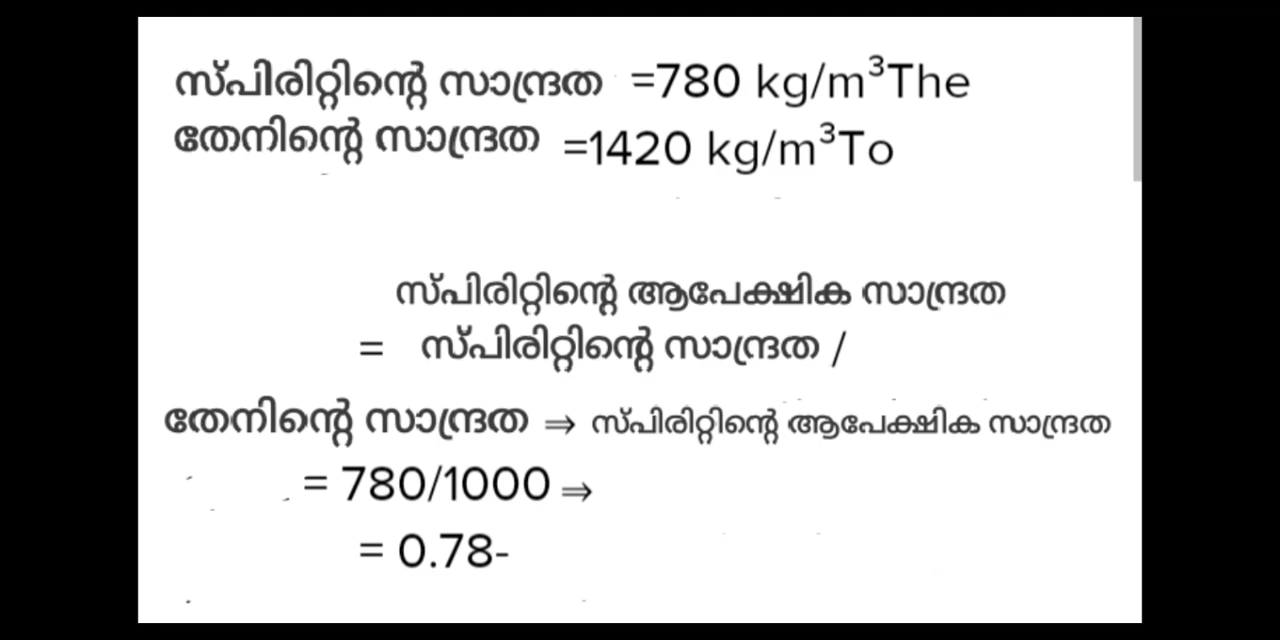 സ്പിരിറ്റിന്റെ സാന്ദ്രത =780 kg/m³The
തേനിന്റെ സാന്ദ്രത =1420 kg/m³To
സ്പിരിറ്റിന്റെ ആപേക്ഷിക സാന്ദ്രത
= സ്പിരിറ്റിന്റെ സാന്ദ്രത /
തേനിന്റെ സാന്ദ്രത ⇒ സ്പിരിറ്റിന്റെ ആപേക്ഷിക സാന്ദ്രത
= 780/1000 ⇒
= 0.78-